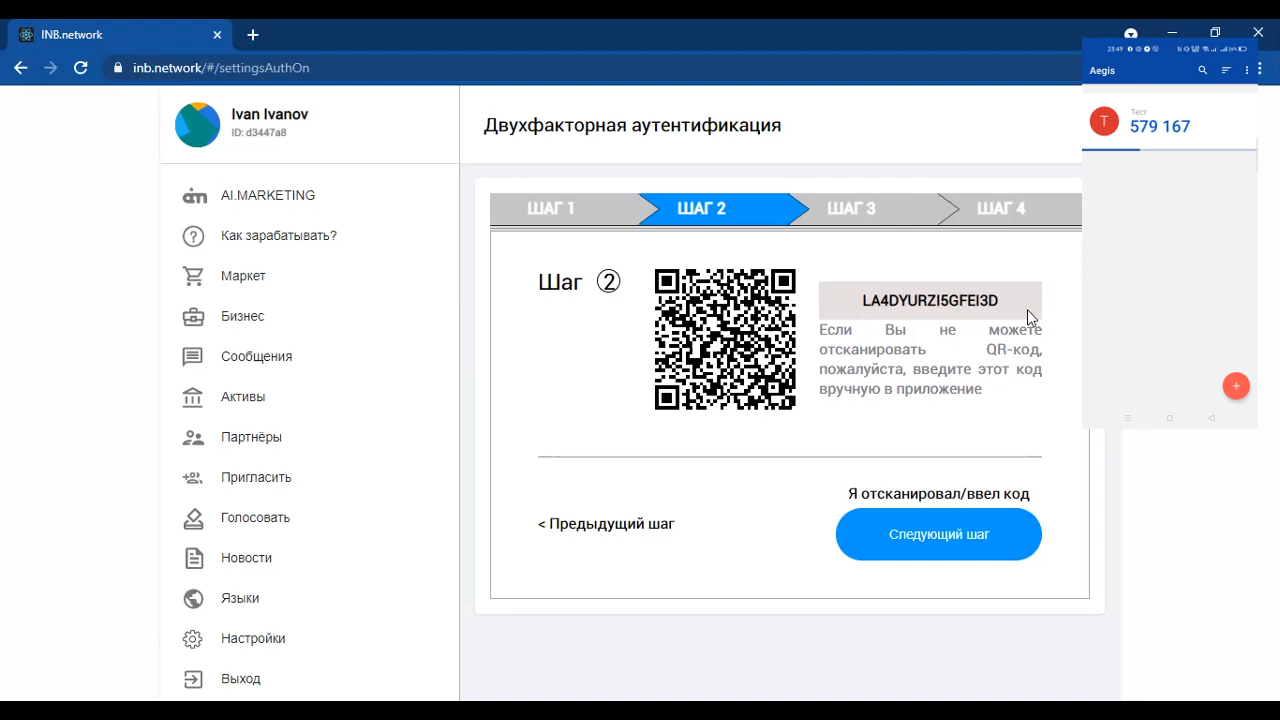 INB.network
inb.network/#/settingsAuthOn
Ivan Ivanov
ID: d3447a8
AI.MARKETING
Как зарабатывать?
Маркет
Бизнес
Сообщения
Активы
Партнёры
Пригласить
Голосовать
Новости
Языки
Настройки
Выход
Двухфакторная аутентификация
ШАГ 1
ШАГ 2
ШАГ 3
ШАГ 4
Шаг 2
LA4DYURZI5GFEI3D
Если Вы не можете
отсканировать QR-код,
пожалуйста, введите этот код
вручную в приложение
Я отсканировал/ввел код
< Предыдущий шаг
Следующий шаг
23:49
Aegis
Т
Тест
579 167